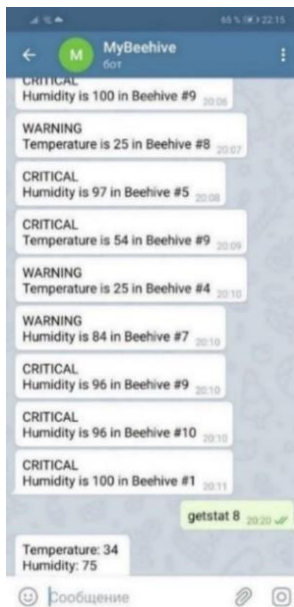 65 % 22:15
MyBeehive
бот
CRITICAL
Humidity is 100 in Beehive #9 20:06
WARNING
Temperature is 25 in Beehive #8 20:07
CRITICAL
Humidity is 97 in Beehive #5 20:08
CRITICAL
Temperature is 54 in Beehive #9 20:09
WARNING
Temperature is 25 in Beehive #4 20:10
WARNING
Humidity is 84 in Beehive #7 20:10
CRITICAL
Humidity is 96 in Beehive #9 20:10
CRITICAL
Humidity is 96 in Beehive #10 20:10
CRITICAL
Humidity is 100 in Beehive #1 20:11
getstat 8 20:20
Temperature: 34
Humidity: 75
Сообщение